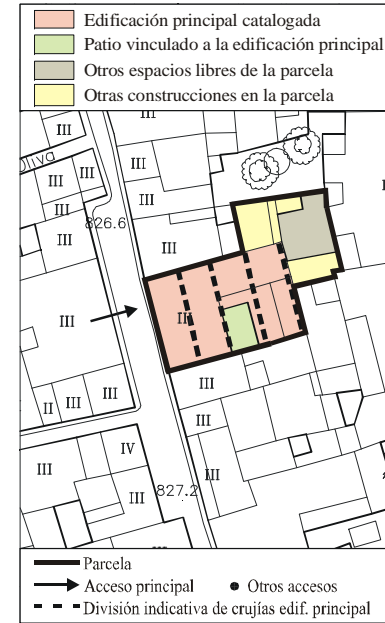 Edificación principal catalogada
Patio vinculado a la edificación principal
Otros espacios libres de la parcela
Otras construcciones en la parcela
III
III
Oliva
III
III
III
III
III
826.6
III
III
III
III
III
II
III
III
III
IV
III
III
III
827.2
Parcela
Acceso principal
Otros accesos
División indicativa de crujías edif. principal